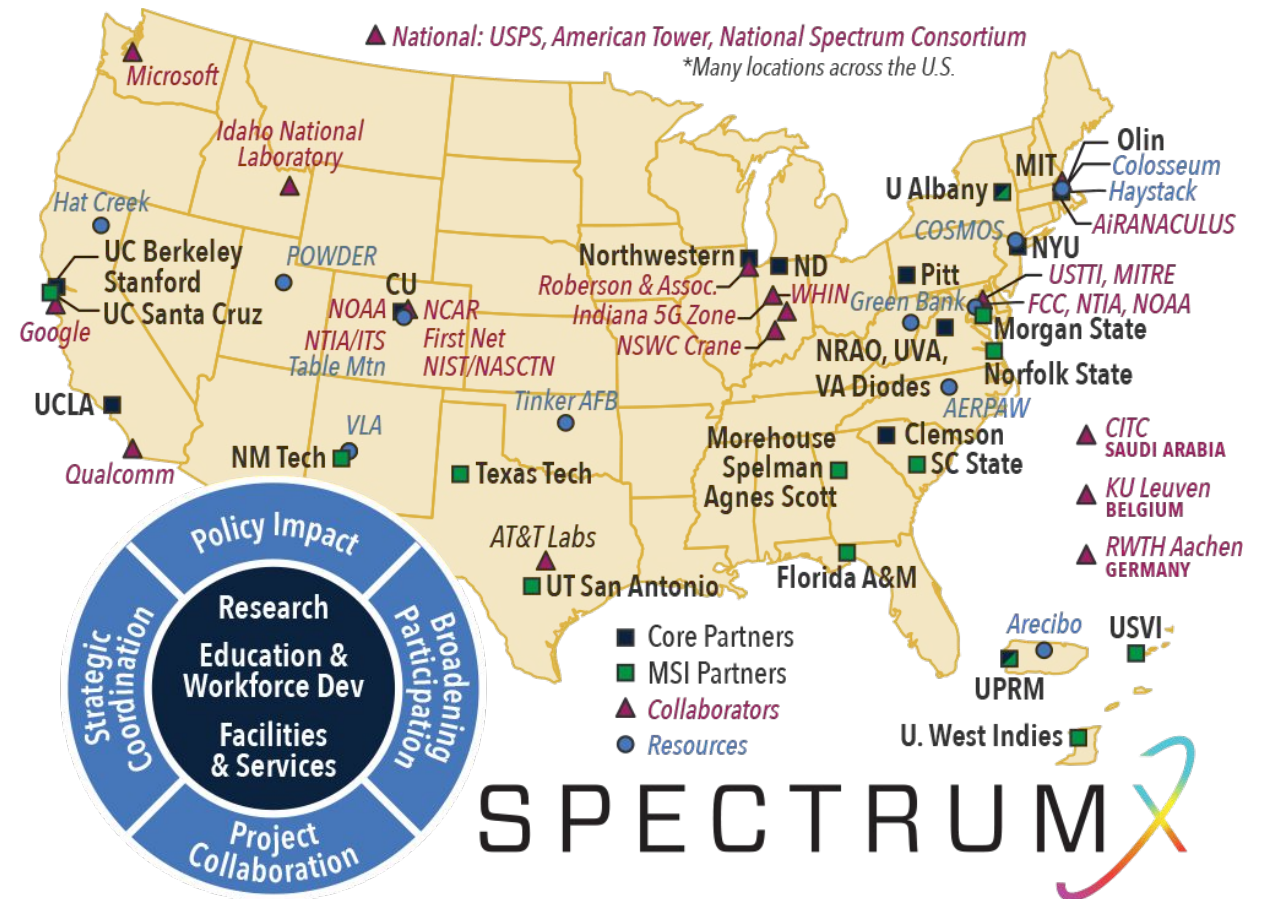 National: USPS, American Tower, National Spectrum Consortium
*Many locations across the U.S.
Microsoft
Idaho National
Laboratory
Hat Creek
UC Berkeley
Stanford
UC Santa Cruz
Google
POWDER
CU
NOAA
NTIA/ITS
Table Mtn
NCAR
First Net
NIST/NASCTN
UCLA
Qualcomm
VLA
NM Tech
Tinker AFB
Texas Tech
AT&T Labs
UT San Antonio
Northwestern
Roberson & Assoc.
Indiana 5G Zone
NSWC Crane
ND
WHIN
Olin
MIT
Colosseum
Haystack
AiRANACULUS
U Albany
COSMOS
NYU
Pitt
USTTI, MITRE
Green Bank
FCC, NTIA, NOAA
Morgan State
NRAO, UVA,
VA Diodes
Norfolk State
AERPAW
Morehouse
Spelman
Agnes Scott
Clemson
SC State
Florida A&M
CITC
SAUDI ARABIA
KU Leuven
BELGIUM
RWTH Aachen
GERMANY
Arecibo
UPRM
USVI
U. West Indies
Core Partners
MSI Partners
Collaborators
Resources
Policy Impact
Strategic
Coordination
Broadening
Participation
Project
Collaboration
Research
Education &
Workforce Dev
Facilities
& Services
SPECTRUMX